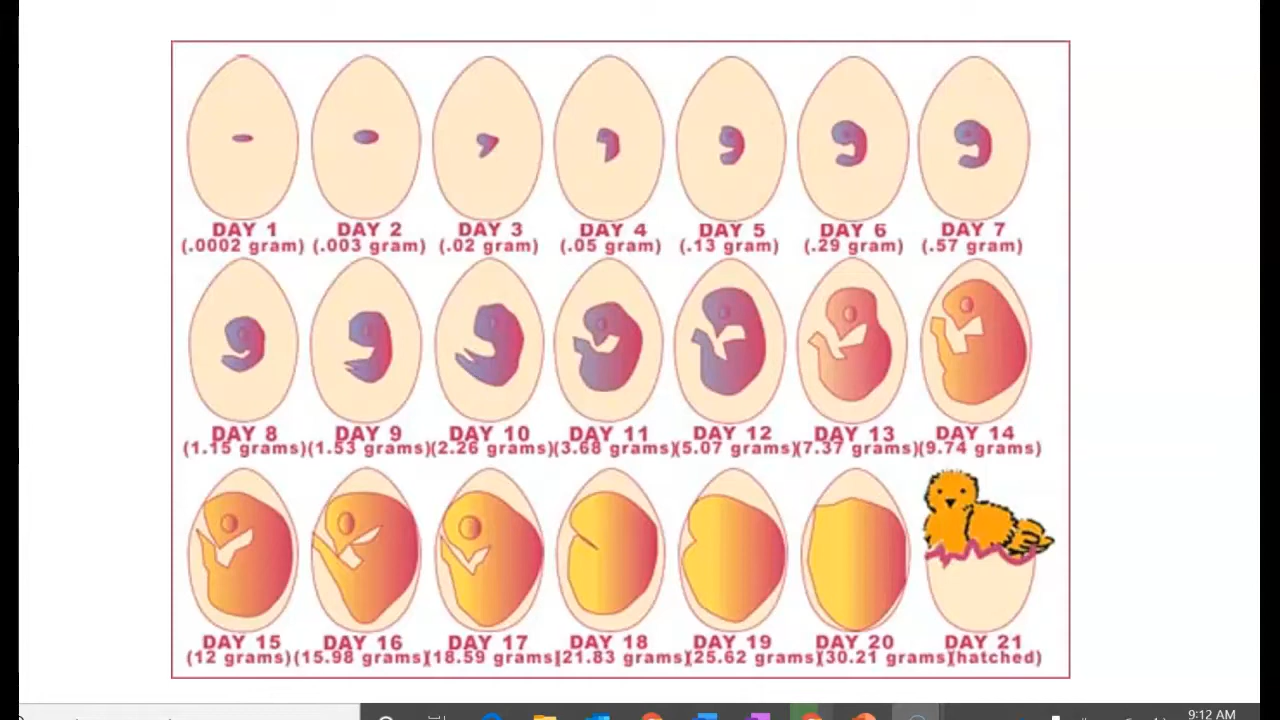 DAY 1 DAY 2 DAY 3 DAY 4 DAY 5 DAY 6 DAY 7
(.0002 gram) (.003 gram) (.02 gram) (.05 gram) (.13 gram) (.29 gram) (.57 gram)
DAY 8 DAY 9 DAY 10 DAY 11 DAY 12 DAY 13 DAY 14
(1.15 grams)(1.53 grams)(2.26 grams)(3.68 grams)(5.07 grams)(7.37 grams)(9.74 grams)
DAY 15 DAY 16 DAY 17 DAY 18 DAY 19 DAY 20 DAY 21
(12 grams)(15.98 grams)(18.59 grams)(21.83 grams)(25.62 grams)(30.21 grams)(hatched)
9:12 AM